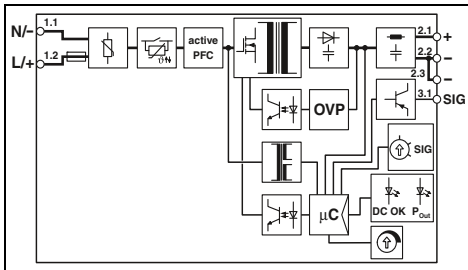 N/-
1.1
L/+
1.2
ϑ
active
PFC
OVP
μC
2.1
+
2.2
−
2.3
−
3.1
SIG
SIG
DC OK
P Out